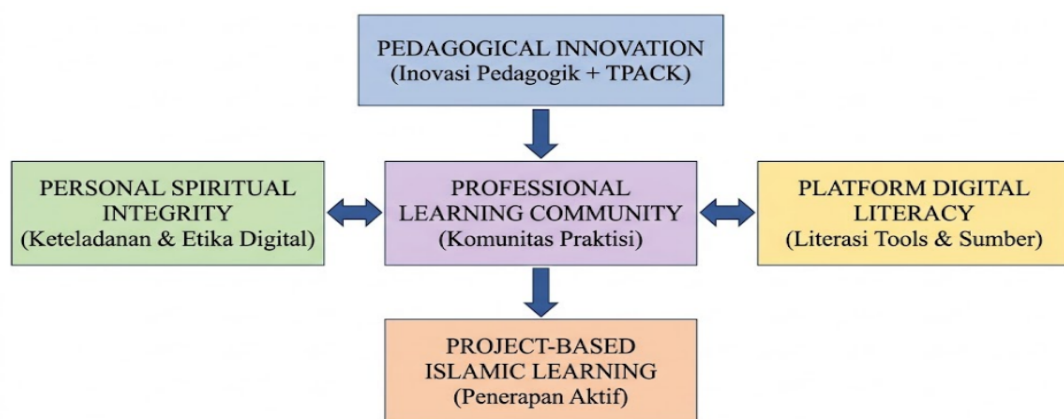 PEDAGOGICAL INNOVATION
(Inovasi Pedagogik + TPACK)
PERSONAL SPIRITUAL
INTEGRITY
(Keteladanan & Etika Digital)
PROFESSIONAL
LEARNING COMMUNITY
(Komunitas Praktisi)
PLATFORM DIGITAL
LITERACY
(Literasi Tools & Sumber)
PROJECT-BASED
ISLAMIC LEARNING
(Penerapan Aktif)